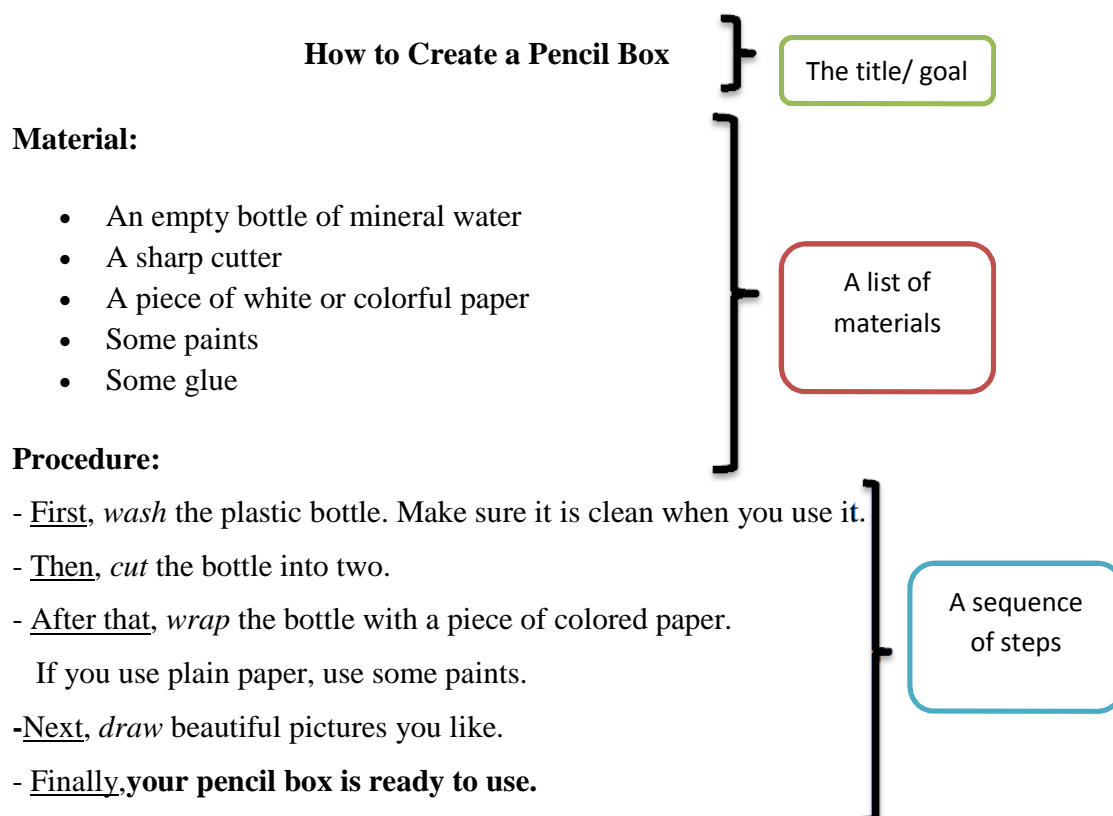 How to Create a Pencil Box
The title/ goal
Material:
• An empty bottle of mineral water
• A sharp cutter
• A piece of white or colorful paper
• Some paints
• Some glue
A list of
materials
Procedure:
- First, wash the plastic bottle. Make sure it is clean when you use it.
- Then, cut the bottle into two.
- After that, wrap the bottle with a piece of colored paper.
If you use plain paper, use some paints.
-Next, draw beautiful pictures you like.
- Finally,your pencil box is ready to use.
A sequence
of steps